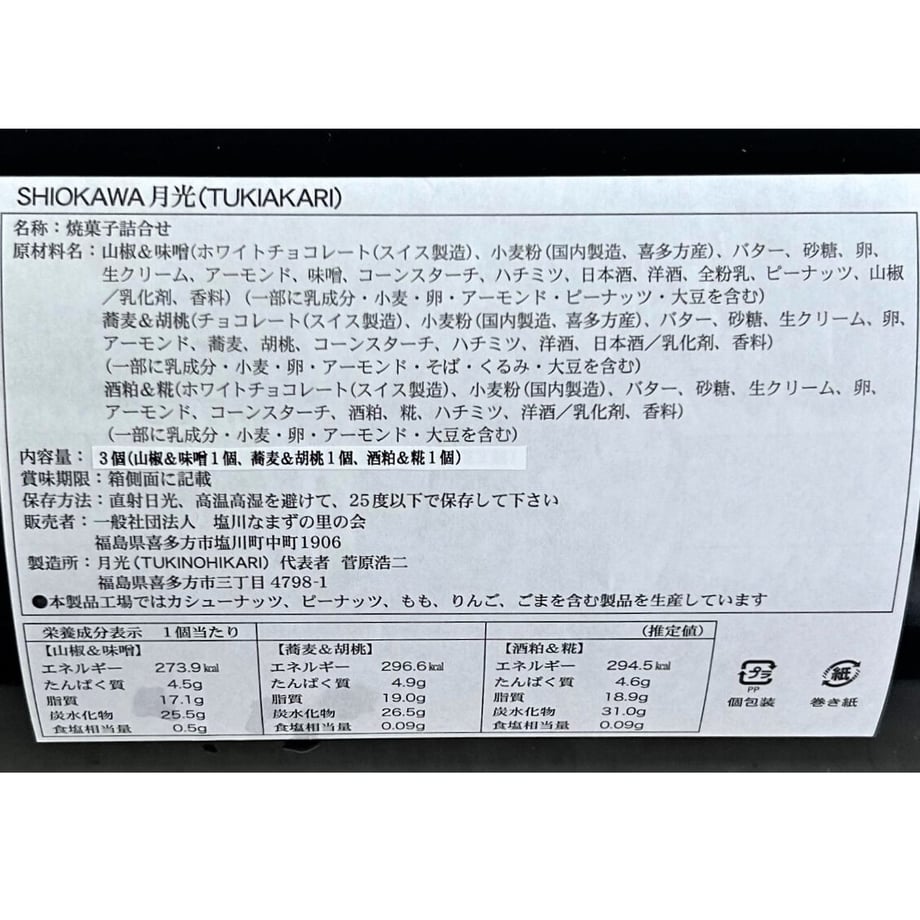 SHIOKAWA 月光(TUKIAKARI)
名称：焼菓子詰合せ
原材料名：山椒＆味噌(ホワイトチョコレート(スイス製造)、小麦粉(国内製造、喜多方産)、バター、砂糖、卵、
生クリーム、アーモンド、味噌、コーンスターチ、ハチミツ、日本酒、洋酒、全粉乳、ピーナッツ、山椒
／乳化剤、香料)（一部に乳成分・小麦・卵・アーモンド・ピーナッツ・大豆を含む）
蕎麦＆胡桃(チョコレート(スイス製造)、小麦粉(国内製造、喜多方産)、バター、砂糖、生クリーム、卵、
アーモンド、蕎麦、胡桃、コーンスターチ、ハチミツ、洋酒、日本酒／乳化剤、香料)
（一部に乳成分・小麦・卵・アーモンド・そば・くるみ・大豆を含む）
酒粕＆糀(ホワイトチョコレート(スイス製造)、小麦粉(国内製造)、バター、砂糖、生クリーム、卵、
アーモンド、コーンスターチ、酒粕、糀、ハチミツ、洋酒／乳化剤、香料)
（一部に乳成分・小麦・卵・アーモンド・大豆を含む）
内容量：３個(山椒＆味噌１個、蕎麦＆胡桃１個、酒粕＆糀１個)
賞味期限：箱側面に記載
保存方法：直射日光、高温高湿を避けて、25度以下で保存して下さい
販売者：一般社団法人　塩川なまずの里の会
福島県喜多方市塩川町中町1906
製造所：月光(TUKINOHIKARI) 代表者 菅原浩二
福島県喜多方市三丁目 4798-1
●本製品工場ではカシューナッツ、ピーナッツ、もも、りんご、ごまを含む製品を生産しています
栄養成分表示　1個当たり　（推定値）
【山椒＆味噌】 【蕎麦＆胡桃】 【酒粕＆糀】
エネルギー 273.9㎉ エネルギー 296.6㎉ エネルギー 294.5㎉
たんぱく質 4.5g たんぱく質 4.9g たんぱく質 4.6g
脂質 17.1g 脂質 19.0g 脂質 18.9g
炭水化物 25.5g 炭水化物 26.5g 炭水化物 31.0g
食塩相当量 0.5g 食塩相当量 0.09g 食塩相当量 0.09g
プラ 紙
PP
個包装 巻き紙